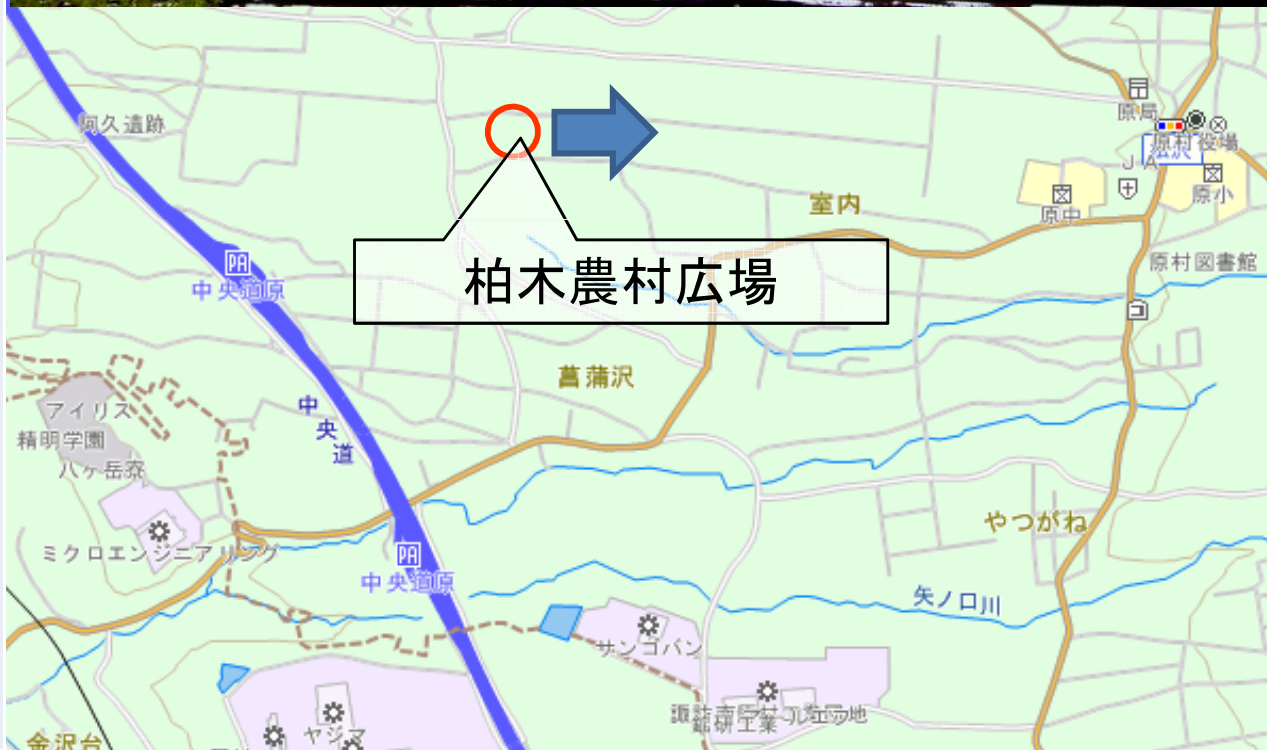 阿久遺跡
原局
原村役場
JA
原小
原中
室内
原村図書館
PA
中央道原
柏木農村広場
菖蒲沢
中央道
アイリス
精明学園
八ヶ岳寮
やつがね
ミクロエンジニアリング
PA
中央道原
矢ノ口川
サンコバン
ヤジマ
金沢台